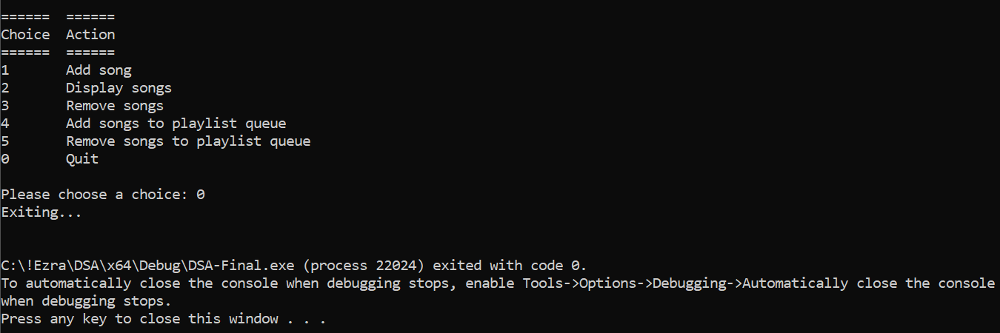 ======  ======
Choice  Action
======  ======
1       Add song
2       Display songs
3       Remove songs
4       Add songs to playlist queue
5       Remove songs to playlist queue
0       Quit

Please choose a choice: 0
Exiting...


C:\!Ezra\DSA\x64\Debug\DSA-Final.exe (process 22024) exited with code 0.
To automatically close the console when debugging stops, enable Tools->Options->Debugging->Automatically close the console
when debugging stops.
Press any key to close this window . . .